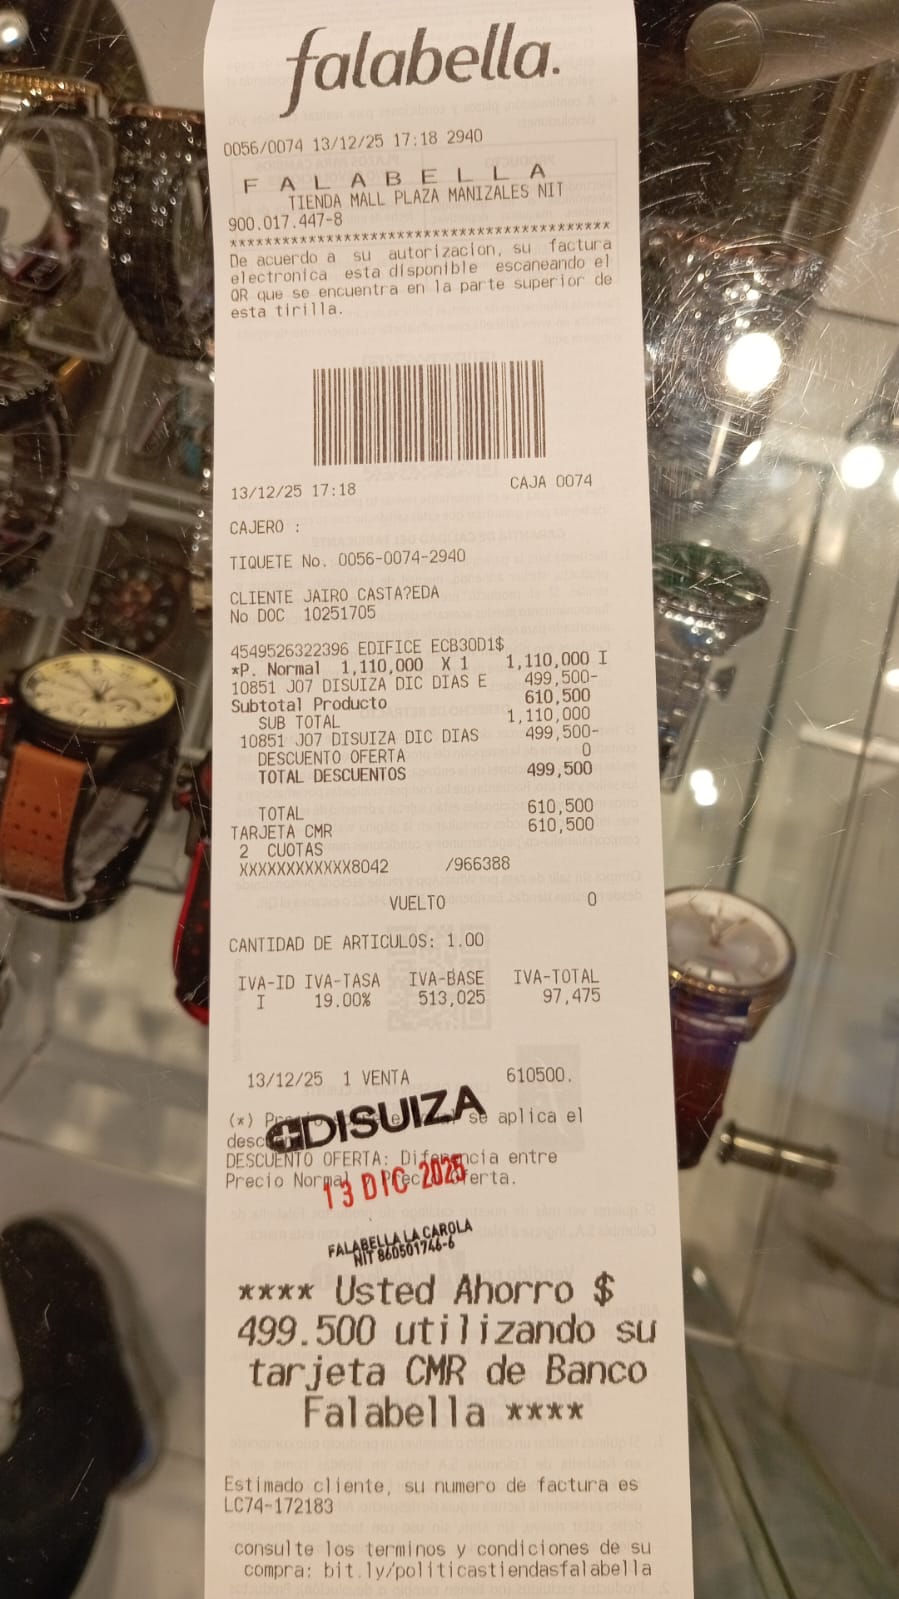 falabella.
0056/0074 13/12/25 17:18 2940
F A L A B E L L A
TIENDA MALL PLAZA MANIZALES NIT
900.017.447-8
******************************************
De acuerdo a su autorizacion, su factura
electronica esta disponible escaneando el
QR que se encuentra en la parte superior de
esta tirilla.
13/12/25 17:18 CAJA 0074
CAJERO :
TIQUETE No. 0056-0074-2940
CLIENTE JAIRO CASTA?EDA
No DOC 10251705
4549526322396 EDIFICE ECB30D1$
*P. Normal 1,110,000 X 1 1,110,000 I
10851 J07 DISUIZA DIC DIAS E 499,500-
Subtotal Producto 610,500
SUB TOTAL 1,110,000
10851 J07 DISUIZA DIC DIAS 499,500-
DESCUENTO OFERTA 0
TOTAL DESCUENTOS 499,500
TOTAL 610,500
TARJETA CMR 610,500
2 CUOTAS
XXXXXXXXXXXX8042 /966388
VUELTO 0
CANTIDAD DE ARTICULOS: 1.00
IVA-ID IVA-TASA IVA-BASE IVA-TOTAL
I 19.00% 513,025 97,475
13/12/25 1 VENTA 610500.
(*) se aplica el
DISUIZA
DESCUENTO OFERTA: Diferencia entre
Precio Normal y Precio Oferta.
13 DIC 2025
FALABELLA LA CAROLA
NIT 860501746-6
**** Usted Ahorro $
499.500 utilizando su
tarjeta CMR de Banco
Falabella ****
Estimado cliente, su numero de factura es
LC74-172183
consulte los terminos y condiciones de su
compra: bit.ly/politicastiendasfalabella